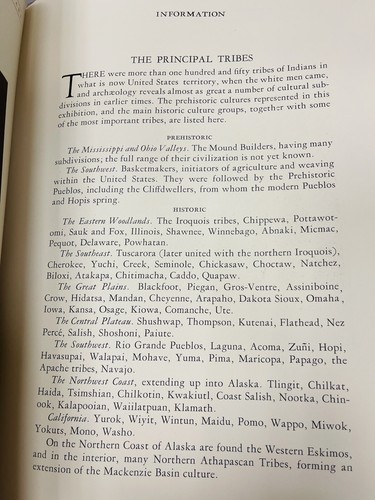 INFORMATION
THE PRINCIPAL TRIBES
THERE were more than one hundred and fifty tribes of Indians in
what is now United States territory, when the white men came,
and archæology reveals almost as great a number of cultural sub-
divisions in earlier times. The prehistoric cultures represented in this
exhibition, and the main historic culture groups, together with some
of the most important tribes, are listed here.
PREHISTORIC
The Mississippi and Ohio Valleys. The Mound Builders, having many
subdivisions; the full range of their civilization is not yet known.
The Southwest. Basketmakers, initiators of agriculture and weaving
within the United States. They were followed by the Prehistoric
Pueblos, including the Cliffdwellers, from whom the modern Pueblos
and Hopis spring.
HISTORIC
The Eastern Woodlands. The Iroquois tribes, Chippewa, Pottawot-
omi, Sauk and Fox, Illinois, Shawnee, Winnebago, Abnaki, Micmac,
Pequot, Delaware, Powhatan.
The Southeast. Tuscarora (later united with the northern Iroquois),
Cherokee, Yuchi, Creek, Seminole, Chickasaw, Choctaw, Natchez,
Biloxi, Atakapa, Chitimacha, Caddo, Quapaw.
The Great Plains. Blackfoot, Piegan, Gros-Ventre, Assiniboine,
Crow, Hidatsa, Mandan, Cheyenne, Arapaho, Dakota Sioux, Omaha,
Iowa, Kansa, Osage, Kiowa, Comanche, Ute.
The Central Plateau. Shushwap, Thompson, Kutenai, Flathead, Nez
Percé, Salish, Shoshoni, Paiute.
The Southwest. Rio Grande Pueblos, Laguna, Acoma, Zuñi, Hopi,
Havasupai, Walapai, Mohave, Yuma, Pima, Maricopa, Papago, the
Apache tribes, Navajo.
The Northwest Coast, extending up into Alaska. Tlingit, Chilkat,
Haida, Tsimshian, Chilkotin, Kwakiutl, Coast Salish, Nootka, Chin-
ook, Kalapooian, Waiilatpuan, Klamath.
California. Yurok, Wiyit, Wintun, Maidu, Pomo, Wappo, Miwok,
Yokuts, Mono, Washo.
On the Northern Coast of Alaska are found the Western Eskimos,
and in the interior, many Northern Athapascan Tribes, forming an
extension of the Mackenzie Basin culture.